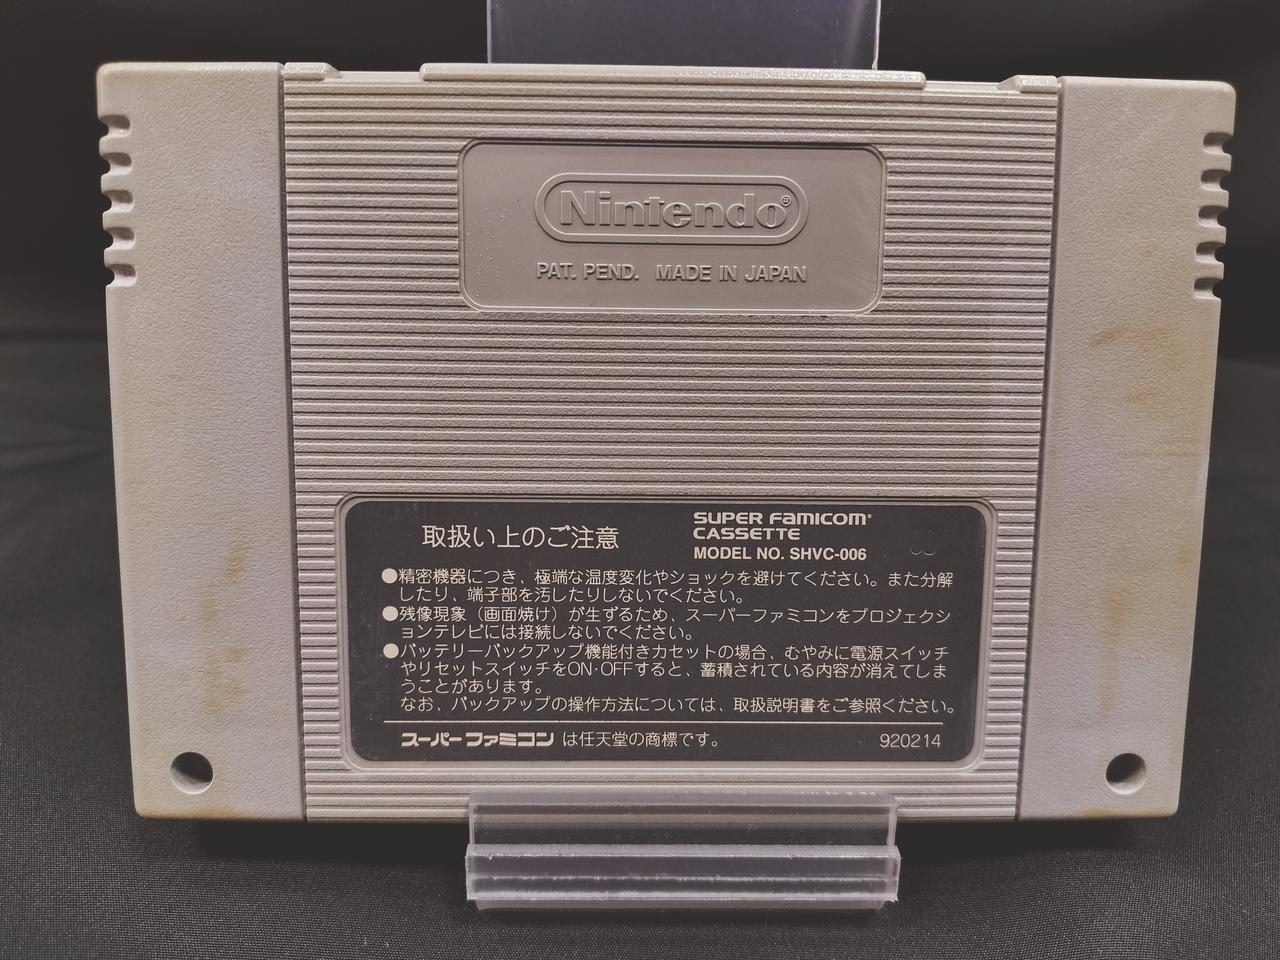 Nintendo®
PAT. PEND. MADE IN JAPAN
取扱い上のご注意
SUPER FAMICOM®
CASSETTE
MODEL NO. SHVC-006
●精密機器につき、極端な温度変化やショックを避けてください。また分解
したり、端子部を汚したりしないでください。
●残像現象（画面焼け）が生ずるため、スーパーファミコンをプロジェクシ
ョンテレビには接続しないでください。
●バッテリーバックアップ機能付きカセットの場合、むやみに電源スイッチ
やリセットスイッチをON·OFFすると、蓄積されている内容が消えてしま
うことがあります。
なお、バックアップの操作方法については、取扱説明書をご参照ください。
スーパーファミコン は任天堂の商標です。
920214